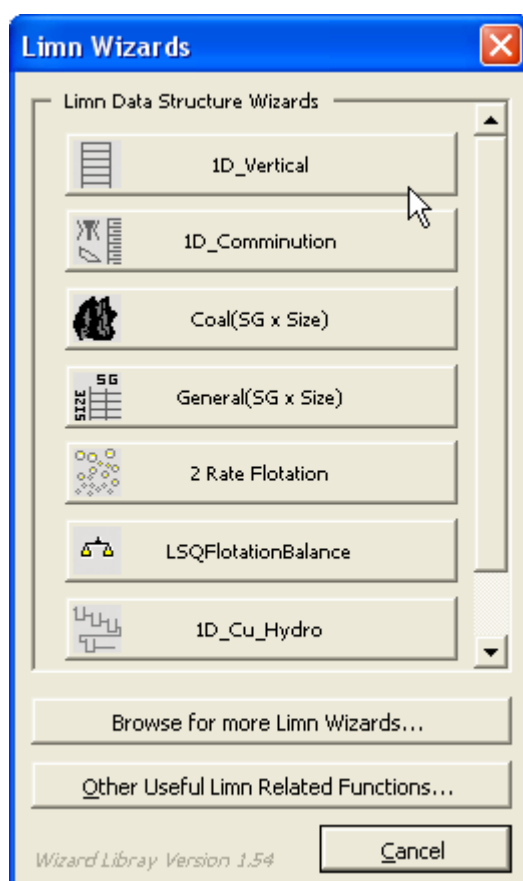 Limn Wizards
Limn Data Structure Wizards
1D_Vertical
1D_Comminution
Coal(SG x Size)
SG
SIZE
General(SG x Size)
2 Rate Flotation
LSQFlotationBalance
1D_Cu_Hydro
Browse for more Limn Wizards...
Other Useful Limn Related Functions...
Wizard Libray Version 1.54
Cancel